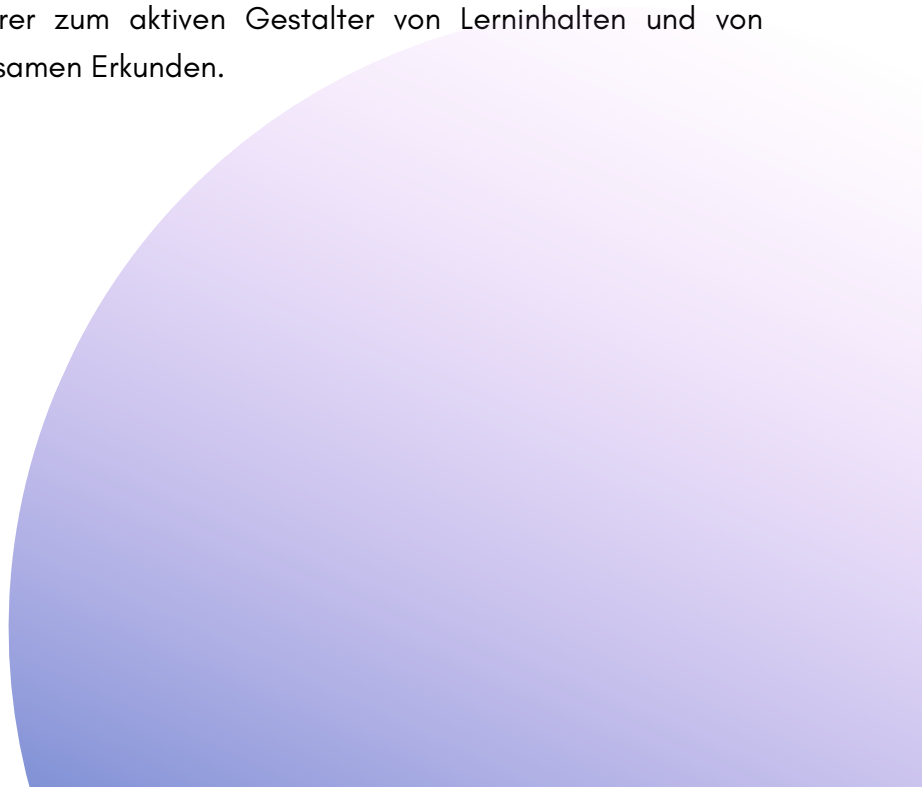 rer zum aktiven Gestalter von Lerninhalten und von
samen Erkunden.